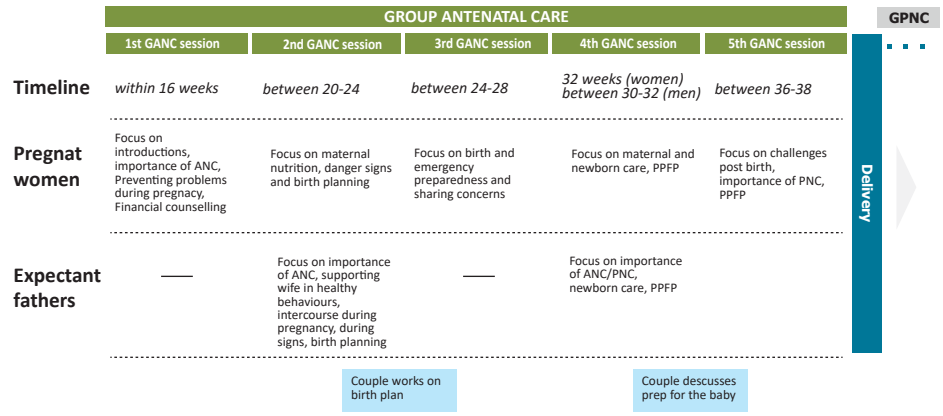 GROUP ANTENATAL CARE
GPNC
1st GANC session
2nd GANC session
3rd GANC session
4th GANC session
5th GANC session
Timeline
within 16 weeks
between 20-24
between 24-28
32 weeks (women)
between 30-32 (men)
between 36-38
Pregnat
women
Focus on
introductions,
importance of ANC,
Preventing problems
during pregnacy,
Financial counselling
Focus on maternal
nutrition, danger signs
and birth planning
Focus on birth and
emergency
preparedness and
sharing concerns
Focus on maternal and
newborn care, PPFP
Focus on challenges
post birth,
importance of PNC,
PPFP
Delivery
Expectant
fathers
Focus on importance
of ANC, supporting
wife in healthy
behaviours,
intercourse during
pregnancy, during
signs, birth planning
Focus on importance
of ANC/PNC,
newborn care, PPFP
Couple works on
birth plan
Couple descusses
prep for the baby